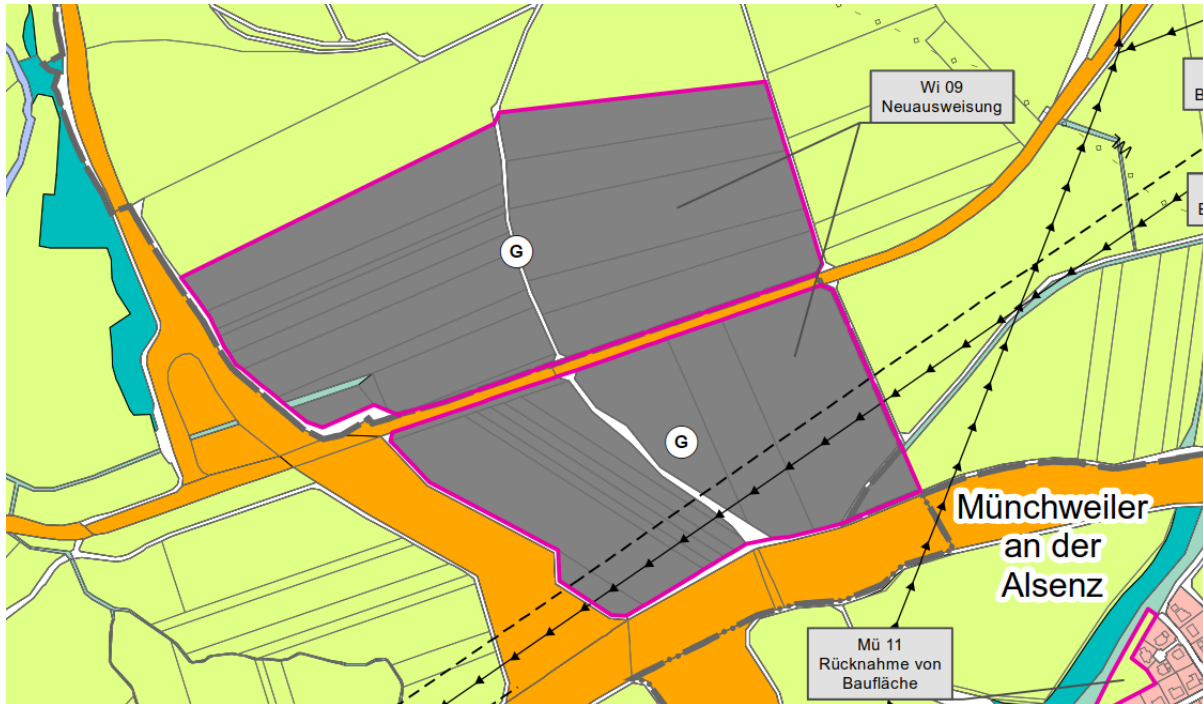 Wi 09
Neuausweisung
B
E
G
G
Münchweiler
an der
Alsenz
Mü 11
Rücknahme von
Baufläche